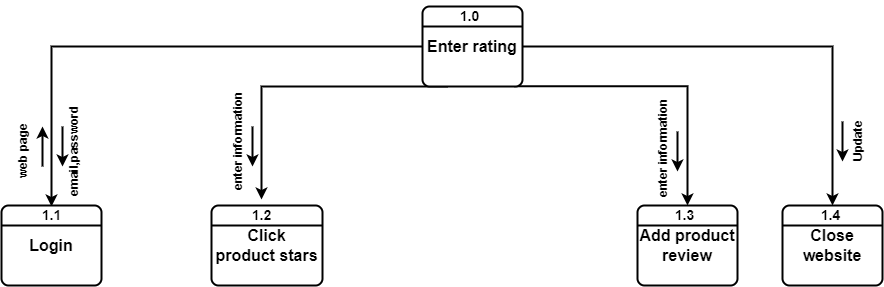 1.0
Enter rating
web page
email,password
enter information
enter information
Update
1.1
Login
1.2
Click
product stars
1.3
Add product
review
1.4
Close
website